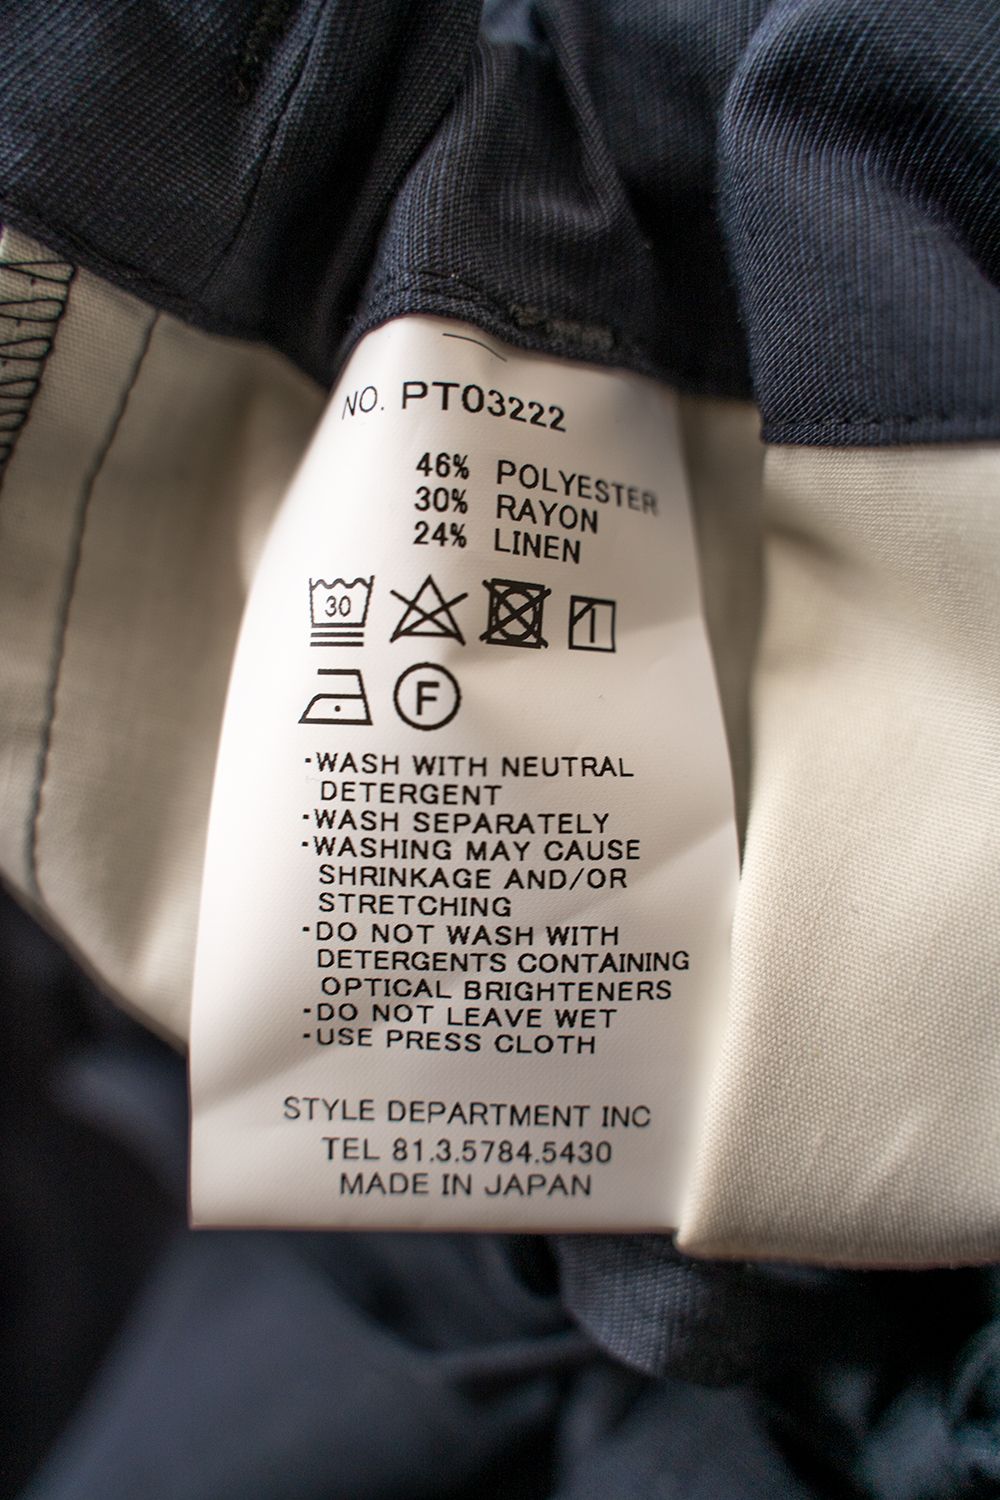 NO. PT03222
46% POLYESTER
30% RAYON
24% LINEN
30
F
·WASH WITH NEUTRAL
DETERGENT
·WASH SEPARATELY
·WASHING MAY CAUSE
SHRINKAGE AND/OR
STRETCHING
·DO NOT WASH WITH
DETERGENTS CONTAINING
OPTICAL BRIGHTENERS
·DO NOT LEAVE WET
·USE PRESS CLOTH
STYLE DEPARTMENT INC
TEL 81.3.5784.5430
MADE IN JAPAN